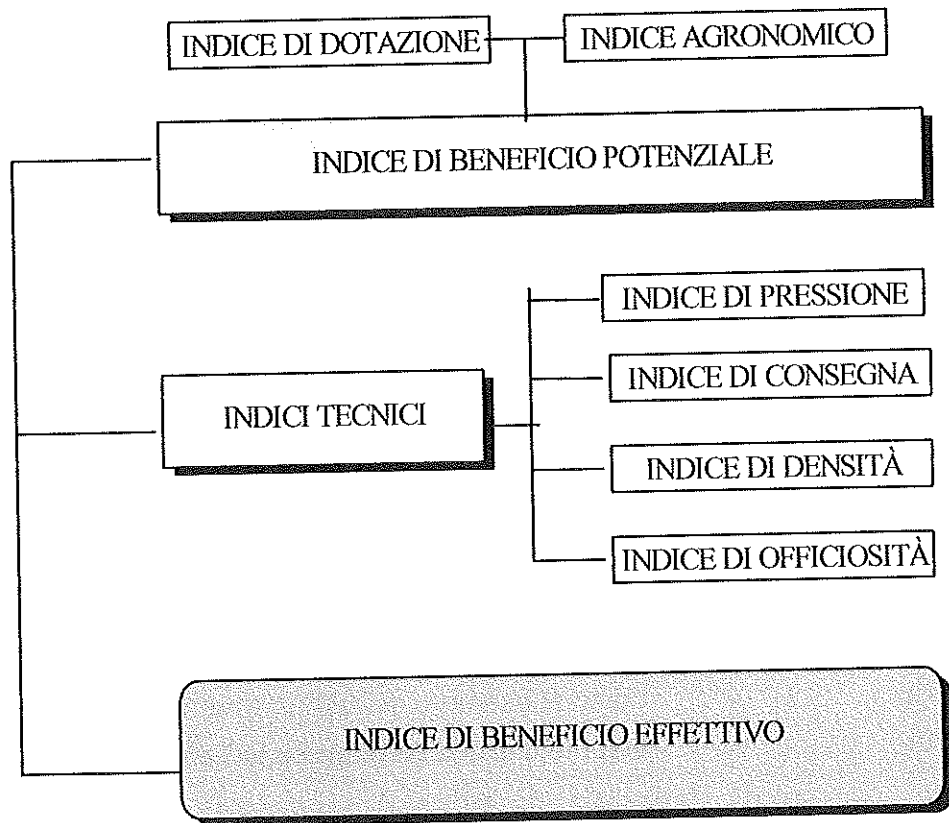 INDICE DI DOTAZIONE
INDICE AGRONOMICO
INDICE DI BENEFICIO POTENZIALE
INDICE DI PRESSIONE
INDICE DI CONSEGNA
INDICI TECNICI
INDICE DI DENSITÀ
INDICE DI OFFICIOSITÀ
INDICE DI BENEFICIO EFFETTIVO